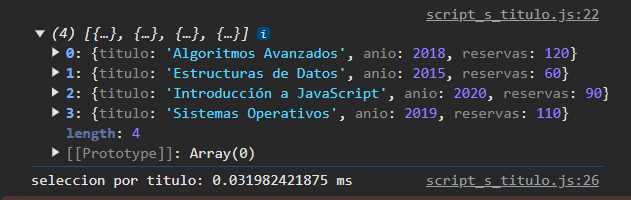 script_s_titulo.js:22
(4) [{…}, {…}, {…}, {…}] i
0: {titulo: 'Algoritmos Avanzados', anio: 2018, reservas: 120}
1: {titulo: 'Estructuras de Datos', anio: 2015, reservas: 60}
2: {titulo: 'Introducción a JavaScript', anio: 2020, reservas: 90}
3: {titulo: 'Sistemas Operativos', anio: 2019, reservas: 110}
length: 4
[[Prototype]]: Array(0)
seleccion por titulo: 0.031982421875 ms script_s_titulo.js:26